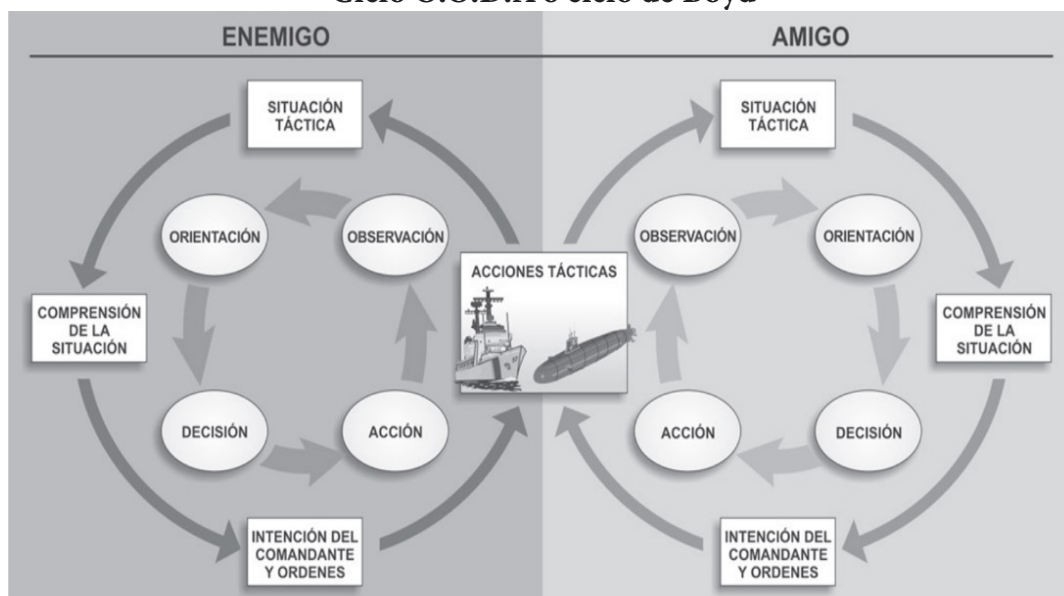 Ciclo O.O.D.A o ciclo de Boyd
ENEMIGO
AMIGO
SITUACIÓN
TÁCTICA
ORIENTACIÓN
OBSERVACIÓN
COMPRENSIÓN
DE LA
SITUACIÓN
DECISIÓN
ACCIÓN
INTENCIÓN DEL
COMANDANTE
Y ORDENES
ACCIONES TÁCTICAS
SITUACIÓN
TÁCTICA
OBSERVACIÓN
ORIENTACIÓN
COMPRENSIÓN
DE LA
SITUACIÓN
ACCIÓN
DECISIÓN
INTENCIÓN DEL
COMANDANTE
Y ORDENES